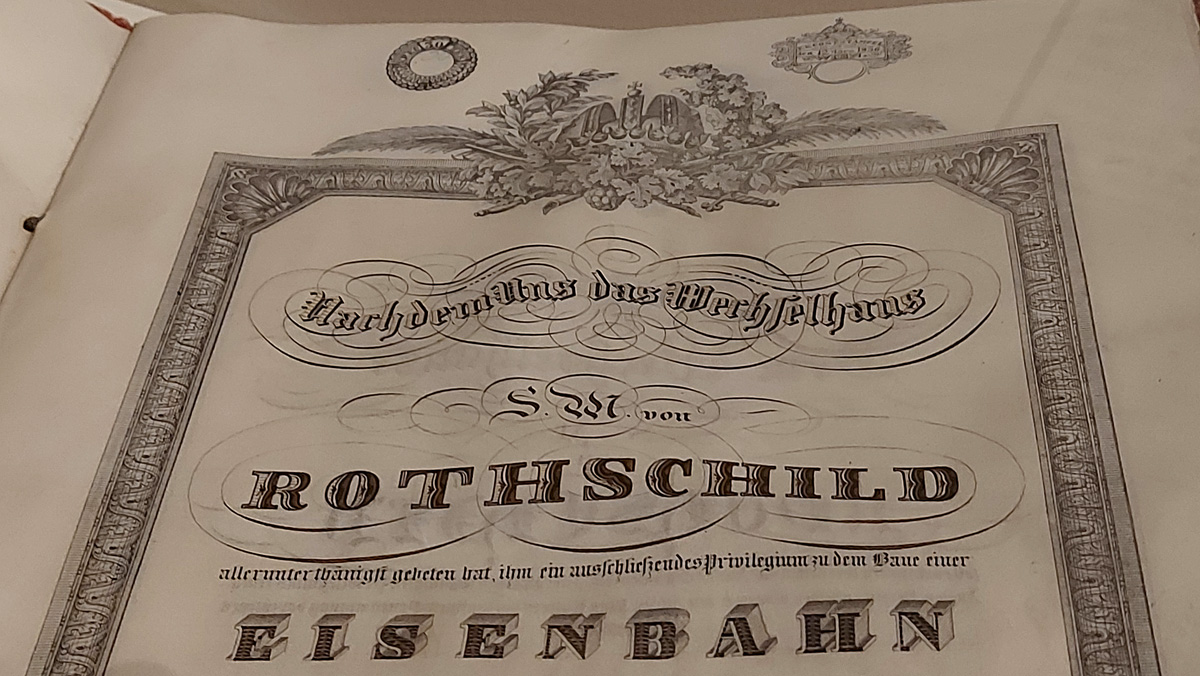 Nachdem Uns das Wechſelhaus
S. M. von
ROTHSCHILD
allerunterthänigſt gebeten hat, ihm ein ausſchließendes Privilegium zu dem Baue einer
EISENBAHN